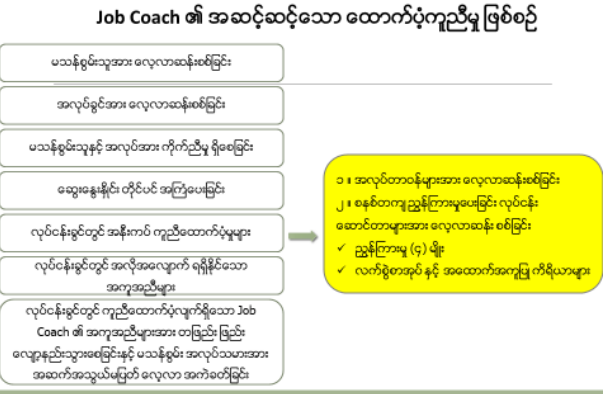 Job Coach ၏ အဆင့်ဆင့်သော ထောက်ပံ့ကူညီမှု ဖြစ်စဉ်
မသန်စွမ်းသူအား လေ့လာဆန်းစစ်ခြင်း
အလုပ်ခွင်အား လေ့လာဆန်းစစ်ခြင်း
မသန်စွမ်းသူနှင့် အလုပ်အား ကိုက်ညီမှု ရှိစေခြင်း
ဆွေးနွေးနှီုင်း တိုင်ပင် အကြံပေးခြင်း
လုပ်ငန်းခွင်တွင် အနီးကပ် ကူညီထောက်ပံ့မှုများ
လုပ်ငန်းခွင်တွင် အလိုအလျောက် ရရှိနိုင်သော
အကူအညီများ
လုပ်ငန်းခွင်တွင် ကူညီထောက်ပံ့လျက်ရှိသော Job
Coach ၏ အကူအညီများအား တဖြည်း ဖြည်း
လျော့နည်းသွားစေခြင်းနှင့် မသန်စွမ်း အလုပ်သမားအား
အဆက်အသွယ်မပြတ် လေ့လာ အကဲခတ်ခြင်း
၁ ။ အလုပ်တာဝန်များအား လေ့လာဆန်းစစ်ခြင်း
၂ ။ စနစ်တကျ ညွှန်ကြားမှုပေးခြင်း လုပ်ငန်း
ဆောင်တာများအား လေ့လာဆန်း စစ်ခြင်း
✓ ညွှန်ကြားမှု (၄) မျိုး
✓ လက်စွဲစာအုပ် နှင့် အထောက်အကူပြု ကိရိယာများ